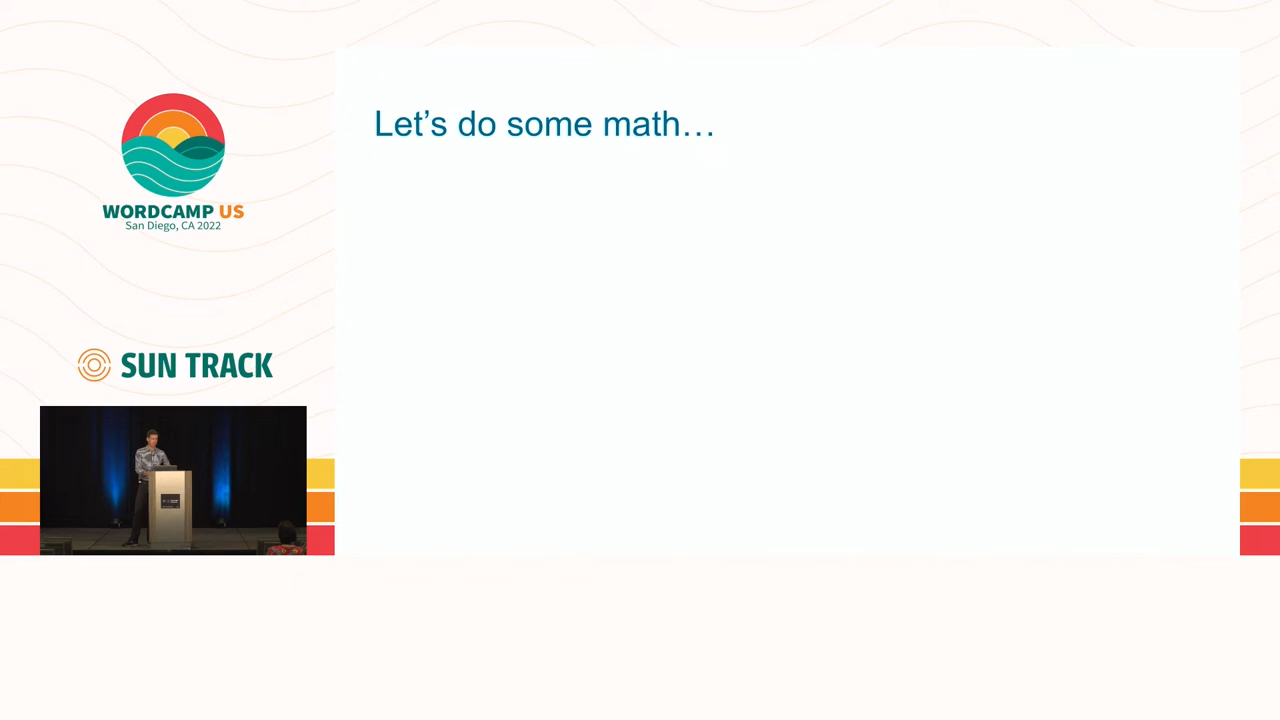 Let’s do some math…
WORDCAMP US
San Diego, CA 2022
SUN TRACK